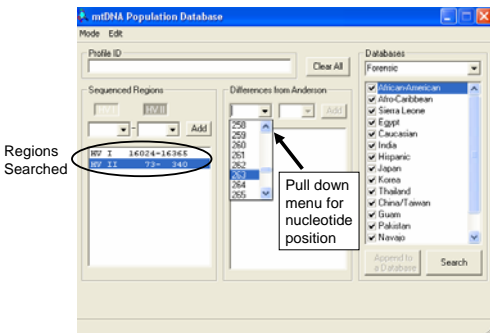 mtDNA Population Database
Mode Edit
Profile ID
Clear All
Sequenced Regions
HV I HV II
- Add
HV I 16024-16365
HV II 73- 340
Regions
Searched
Differences from Anderson
Add
258
259
260
261
262
263
264
265
Pull down
menu for
nucleotide
position
Databases
Forensic
African-American
Afro-Caribbean
Sierra Leone
Egypt
Caucasian
India
Hispanic
Japan
Korea
Thailand
China/Taiwan
Guam
Pakistan
Navajo
Append to
a Database
Search